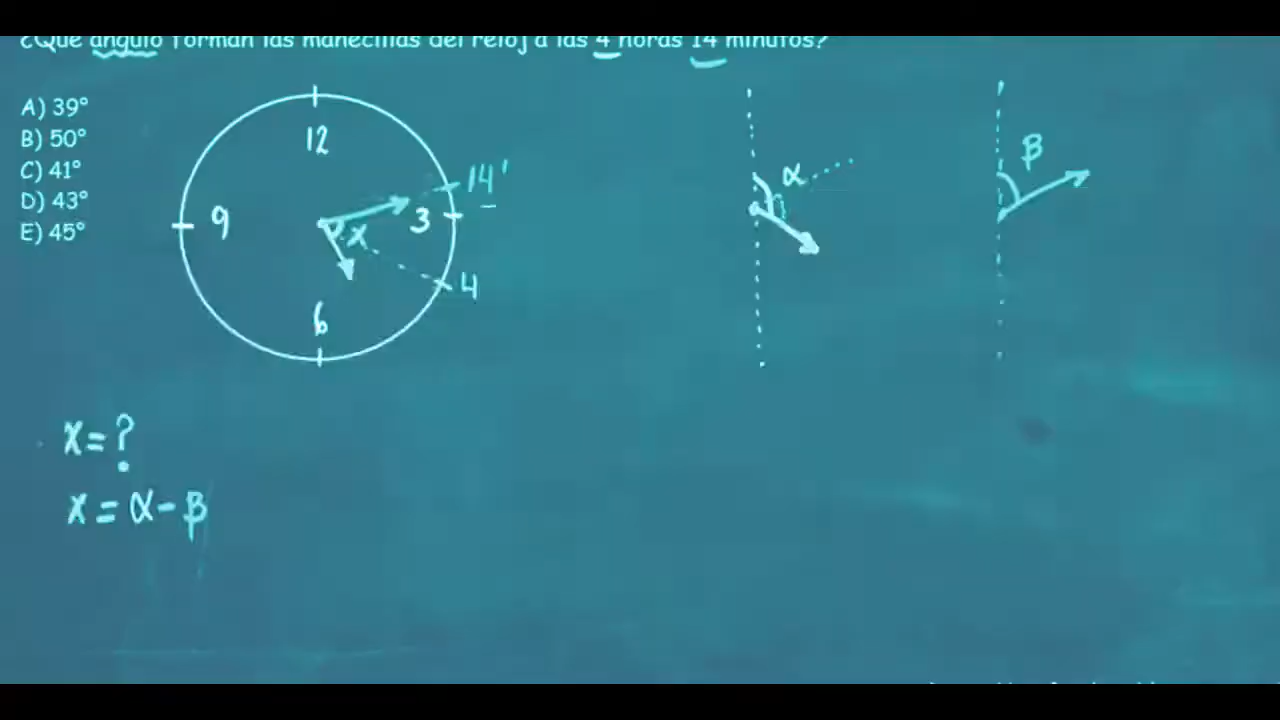 ¿Qué ángulo forman las manecillas del reloj a las 4 horas 14 minutos?
A) 39°
B) 50°
C) 41°
D) 43°
E) 45°
12
14'
9
3
x
4
6
α
β
x = ?
x = α - β